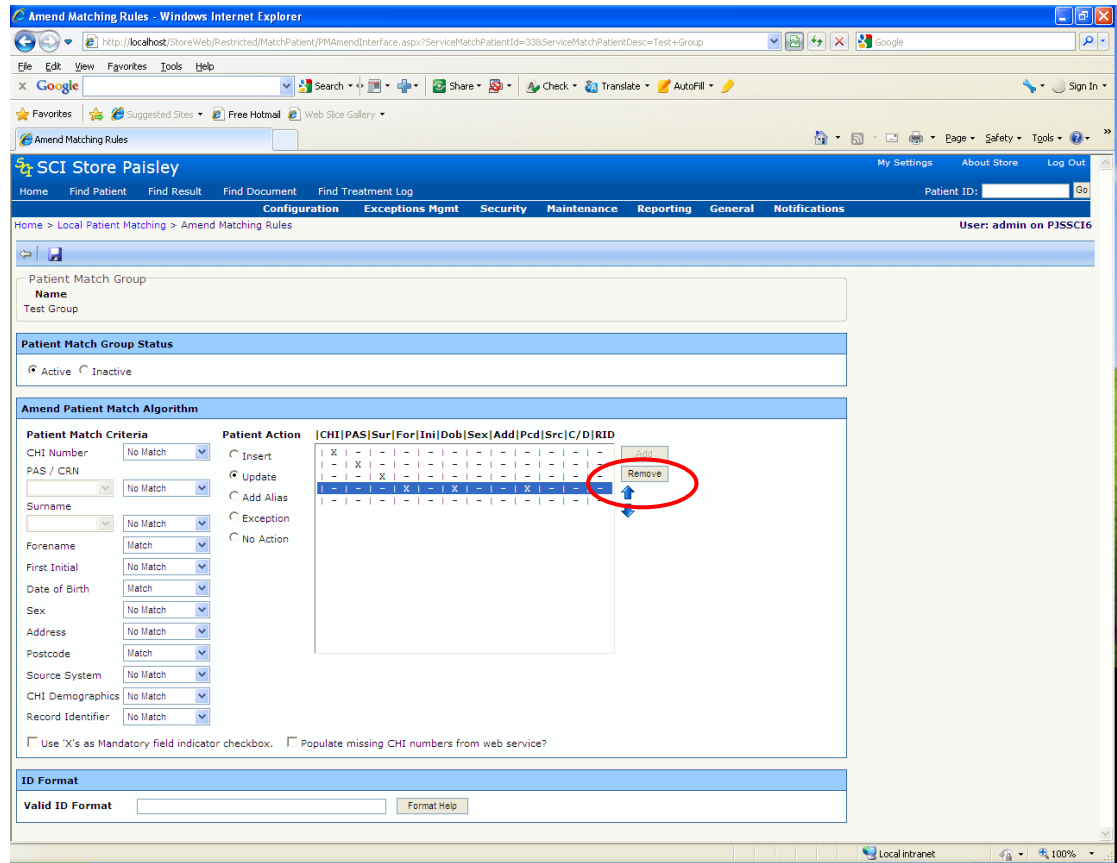 Amend Matching Rules - Windows Internet Explorer
http://localhost/StoreWeb/Restricted/MatchPatient/PMAmendInterface.aspx?ServiceMatchPatientId=33&ServiceMatchPatientDesc=Test+Group
Google
File Edit View Favorites Tools Help
x Google Search Share Check Translate AutoFill Sign In
Favorites Suggested Sites Free Hotmail Web Slice Gallery
Amend Matching Rules Page Safety Tools »
SCI Store Paisley My Settings About Store Log Out
Home Find Patient Find Result Find Document Find Treatment Log Patient ID: Go
Configuration Exceptions Mgmt Security Maintenance Reporting General Notifications
Home > Local Patient Matching > Amend Matching Rules User: admin on PJSSCI6
Patient Match Group
Name
Test Group
Patient Match Group Status
Active Inactive
Amend Patient Match Algorithm
Patient Match Criteria Patient Action |CHI|PAS|Sur|For|Ini|Dob|Sex|Add|Pcd|Src|C/D|RID
CHI Number No Match Insert | X | - | - | - | - | - | - | - | - | - | - | - Add
PAS / CRN | - | X | - | - | - | - | - | - | - | - | - | -
No Match Update | - | - | X | - | - | - | - | - | - | - | - | - Remove
| - | - | - | X | - | X | - | - | X | - | - | -
Surname Add Alias | - | - | - | - | - | - | - | - | - | - | - | -
No Match Exception
Forename Match No Action
First Initial No Match
Date of Birth Match
Sex No Match
Address No Match
Postcode Match
Source System No Match
CHI Demographics No Match
Record Identifier No Match
Use 'X's as Mandatory field indicator checkbox. Populate missing CHI numbers from web service?
ID Format
Valid ID Format Format Help
Local intranet 100%